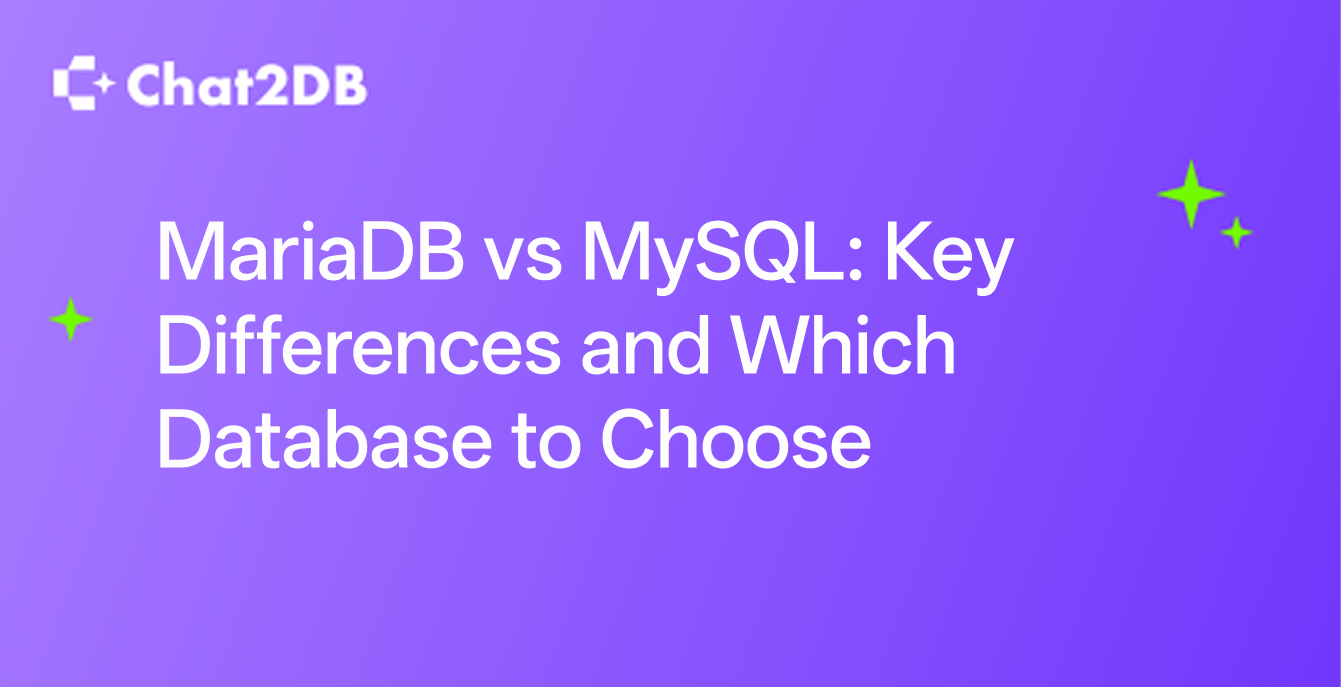 Chat2DB
MariaDB vs MySQL: Key
Differences and Which
Database to Choose